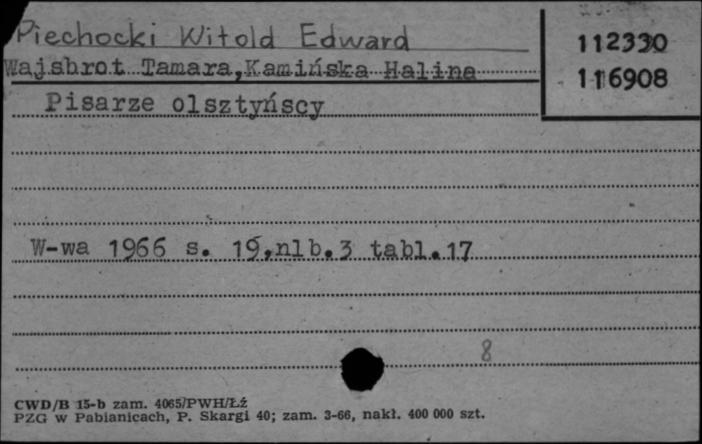 Piechocki Witold Edward
112330
Wajsbrot Tamara,Kamińska Halina
116908
Pisarze olsztyńscy
W-wa 1966 s. 19,nlb.3 tabl.17
8
CWD/B 15-b zam. 4065/PWH/Łź
PZG w Pabianicach, P. Skargi 40; zam. 3-66, nakł. 400 000 szt.